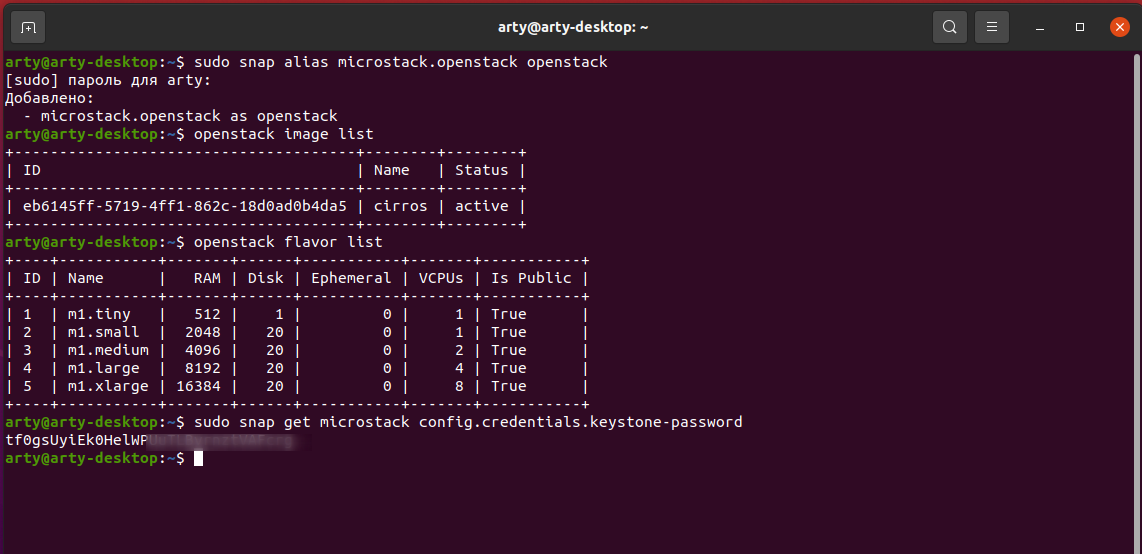 arty@arty-desktop: ~
arty@arty-desktop:~$ sudo snap alias microstack.openstack openstack
[sudo] пароль для arty:
Добавлено:
  - microstack.openstack as openstack
arty@arty-desktop:~$ openstack image list
+--------------------------------------+--------+--------+
| ID                                   | Name   | Status |
+--------------------------------------+--------+--------+
| eb6145ff-5719-4ff1-862c-18d0ad0b4da5 | cirros | active |
+--------------------------------------+--------+--------+
arty@arty-desktop:~$ openstack flavor list
+----+-----------+-------+------+-----------+-------+-----------+
| ID | Name      |   RAM | Disk | Ephemeral | VCPUs | Is Public |
+----+-----------+-------+------+-----------+-------+-----------+
| 1  | m1.tiny   |   512 |    1 |         0 |     1 | True      |
| 2  | m1.small  |  2048 |   20 |         0 |     1 | True      |
| 3  | m1.medium |  4096 |   20 |         0 |     2 | True      |
| 4  | m1.large  |  8192 |   20 |         0 |     4 | True      |
| 5  | m1.xlarge | 16384 |   20 |         0 |     8 | True      |
+----+-----------+-------+------+-----------+-------+-----------+
arty@arty-desktop:~$ sudo snap get microstack config.credentials.keystone-password
tf0gsUyiEk0HelWP
arty@arty-desktop:~$